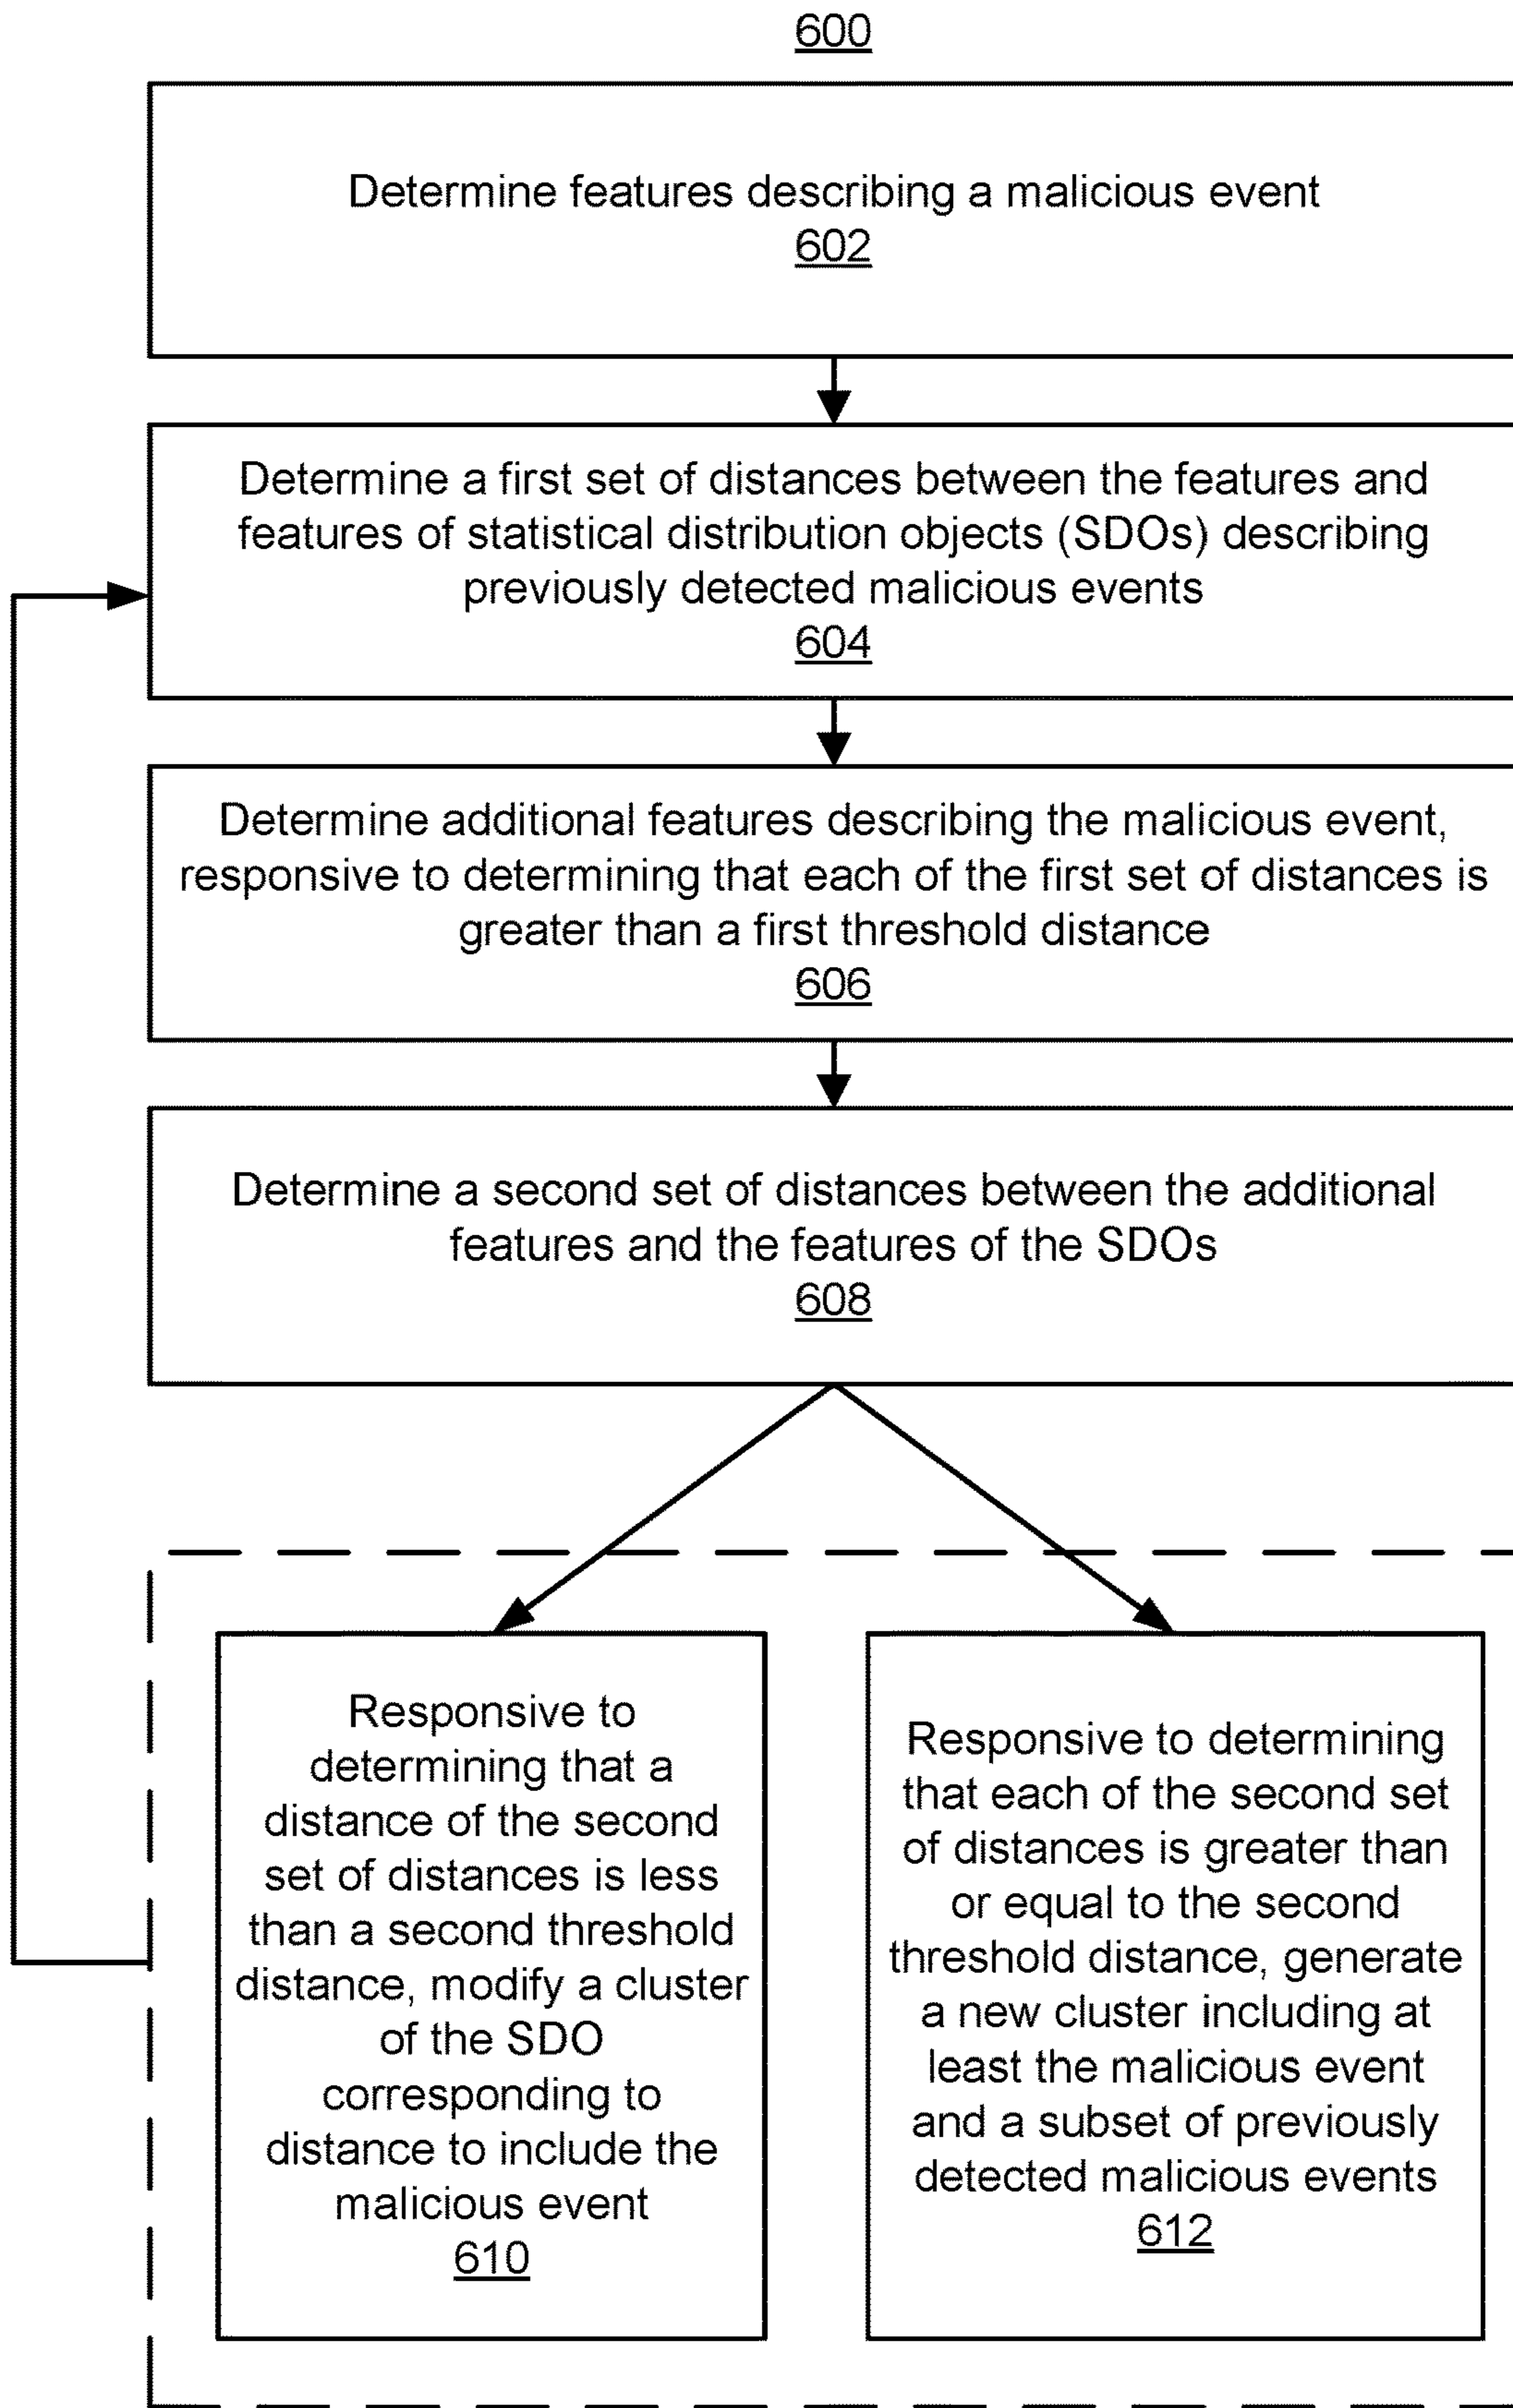 600
Determine features describing a malicious event
602
Determine a first set of distances between the features and
features of statistical distribution objects (SDOs) describing
previously detected malicious events
604
Determine additional features describing the malicious event,
responsive to determining that each of the first set of distances is
greater than a first threshold distance
606
Determine a second set of distances between the additional
features and the features of the SDOs
608
Responsive to
determining that a
distance of the second
set of distances is less
than a second threshold
distance, modify a cluster
of the SDO
corresponding to
distance to include the
malicious event
610
Responsive to determining
that each of the second set
of distances is greater than
or equal to the second
threshold distance, generate
a new cluster including at
least the malicious event
and a subset of previously
detected malicious events
612